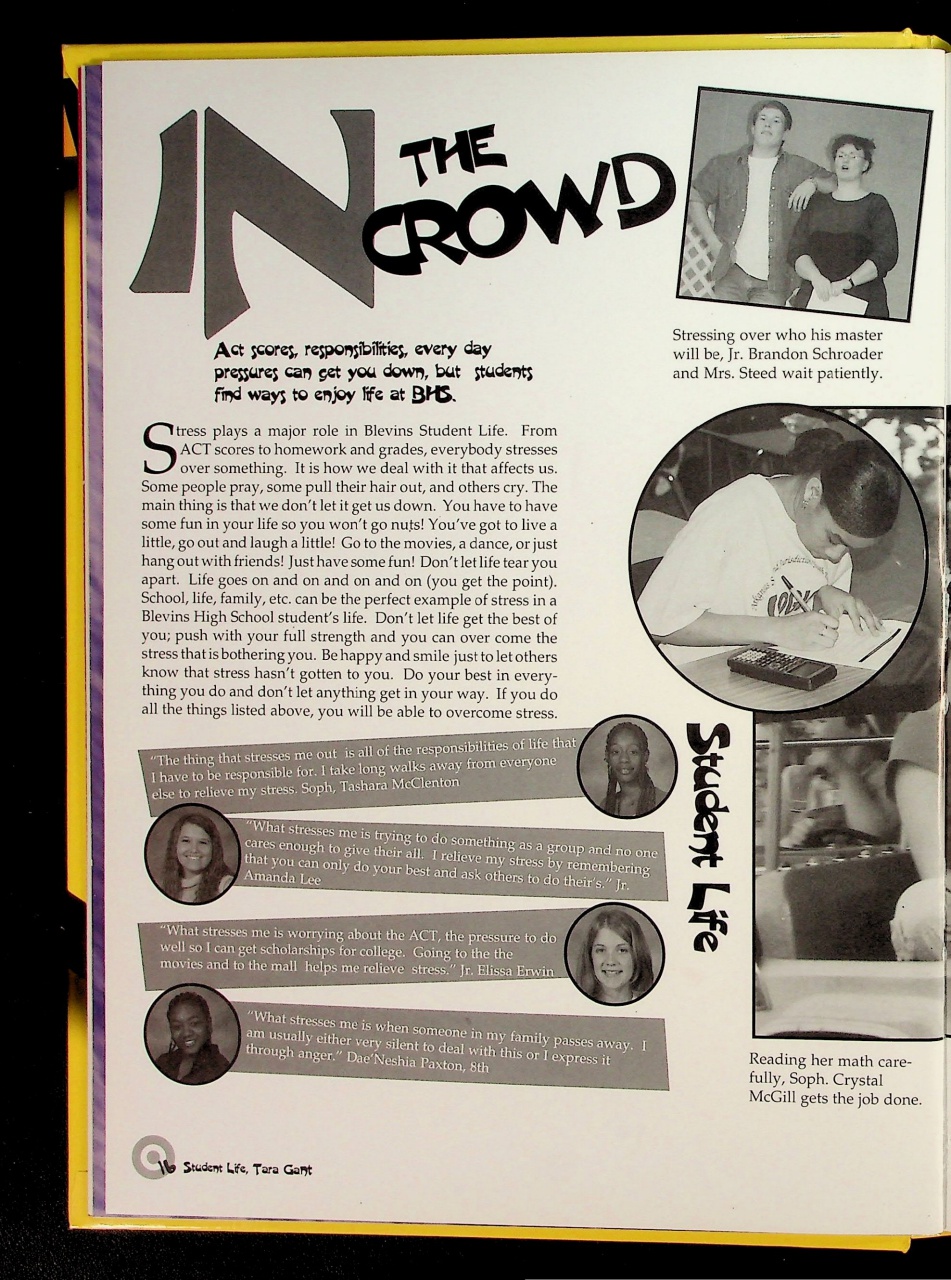 IN THE CROWD
Act scores, responsibilities, every day
pressures can get you down, but students
find ways to enjoy life at BHS.
Stress plays a major role in Blevins Student Life. From
ACT scores to homework and grades, everybody stresses
over something. It is how we deal with it that affects us.
Some people pray, some pull their hair out, and others cry. The
main thing is that we don't let it get us down. You have to have
some fun in your life so you won't go nuts! You've got to live a
little, go out and laugh a little! Go to the movies, a dance, or just
hang out with friends! Just have some fun! Don't let life tear you
apart. Life goes on and on and on and on (you get the point).
School, life, family, etc. can be the perfect example of stress in a
Blevins High School student's life. Don't let life get the best of
you; push with your full strength and you can over come the
stress that is bothering you. Be happy and smile just to let others
know that stress hasn't gotten to you. Do your best in every-
thing you do and don't let anything get in your way. If you do
all the things listed above, you will be able to overcome stress.
"The thing that stresses me out is all of the responsibilities of life that
I have to be responsible for. I take long walks away from everyone
else to relieve my stress. Soph, Tashara McClenton
"What stresses me is trying to do something as a group and no one
cares enough to give their all. I relieve my stress by remembering
that you can only do your best and ask others to do their's." Jr.
Amanda Lee
"What stresses me is worrying about the ACT, the pressure to do
well so I can get scholarships for college. Going to the the
movies and to the mall helps me relieve stress." Jr. Elissa Erwin
"What stresses me is when someone in my family passes away. I
am usually either very silent to deal with this or I express it
through anger." Dae'Neshia Paxton, 8th
Stressing over who his master
will be, Jr. Brandon Schroader
and Mrs. Steed wait patiently.
Student Life
Reading her math care-
fully, Soph. Crystal
McGill gets the job done.
16 Student Life, Tara Gant